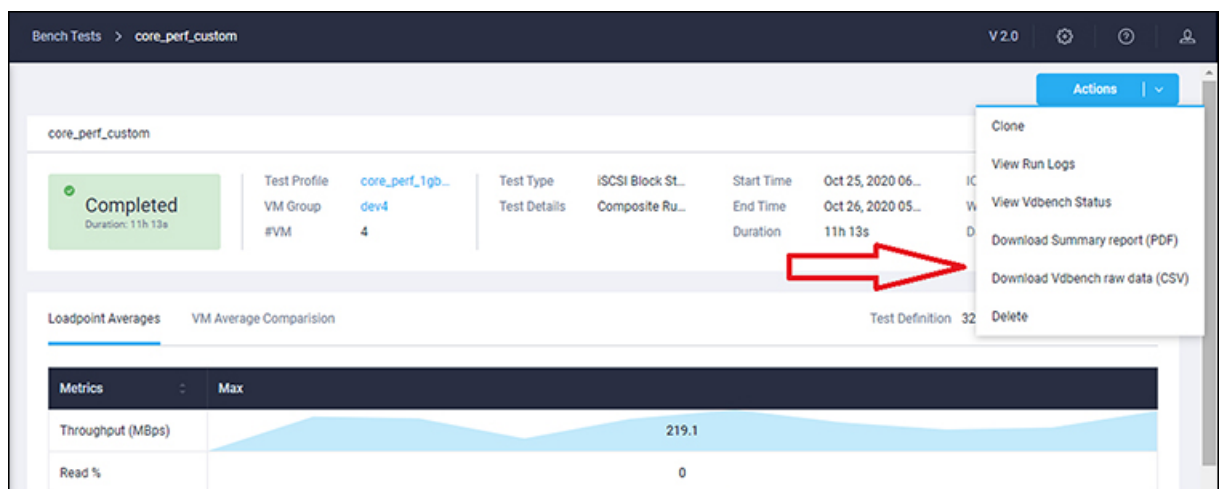 Bench Tests > core_perf_custom V 2.0
Actions
core_perf_custom
Clone
View Run Logs
View Vdbench Status
Download Summary report (PDF)
Download Vdbench raw data (CSV)
Delete
Completed
Duration: 11h 13s
Test Profile core_perf_1gb...
VM Group dev4
#VM 4
Test Type iSCSI Block St...
Test Details Composite Ru...
Start Time Oct 25, 2020 06...
End Time Oct 26, 2020 05...
Duration 11h 13s
Loadpoint Averages VM Average Comparision Test Definition 32
Metrics Max
Throughput (MBps) 219.1
Read % 0